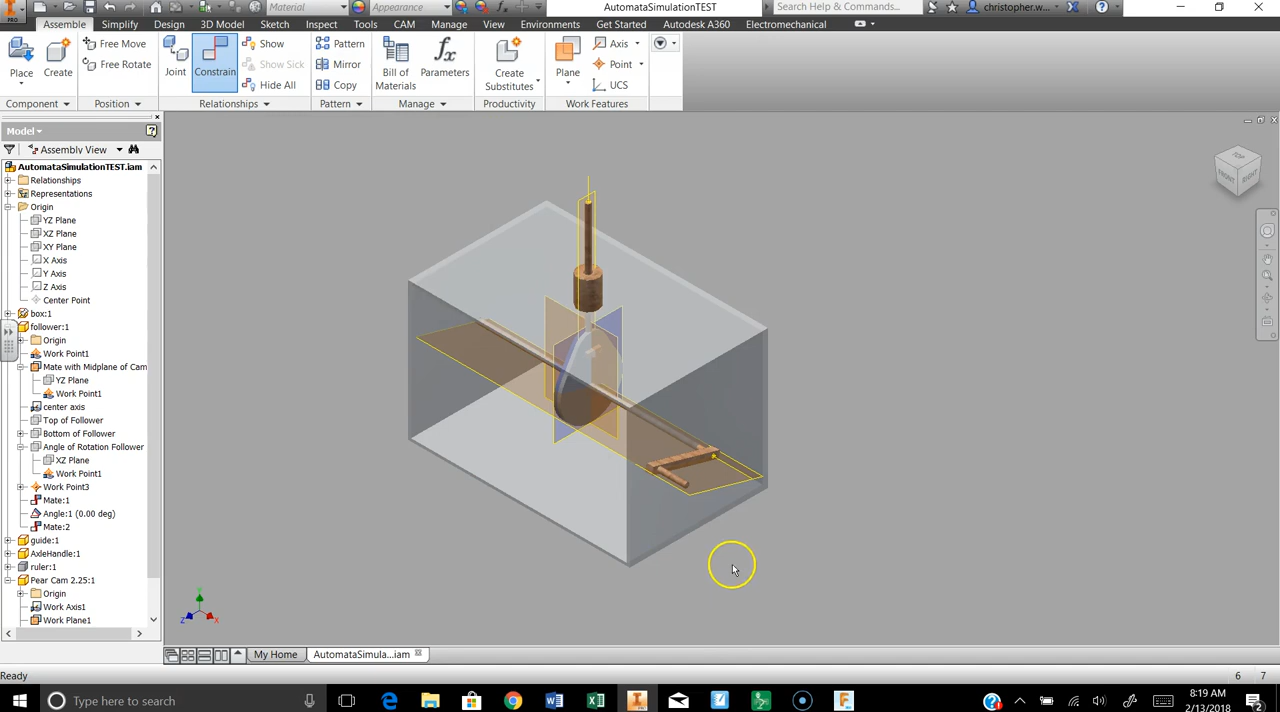 Material
Appearance
AutomataSimulationTEST
Search Help & Commands...
christopher.w...
PRO
Assemble Simplify Design 3D Model Sketch Inspect Tools CAM Manage View Environments Get Started Autodesk A360 Electromechanical
Place
Create
Free Move
Free Rotate
Joint
Constrain
Show
Show Sick
Hide All
Pattern
Mirror
Copy
Bill of
Materials
Parameters
Create
Substitutes
Plane
Axis
Point
UCS
Component Position Relationships Pattern Manage Productivity Work Features
Model
Assembly View
AutomataSimulationTEST.iam
Relationships
Representations
Origin
YZ Plane
XZ Plane
XY Plane
X Axis
Y Axis
Z Axis
Center Point
box:1
follower:1
Origin
Work Point1
Mate with Midplane of Cam
YZ Plane
Work Point1
center axis
Top of Follower
Bottom of Follower
Angle of Rotation Follower
XZ Plane
Work Point1
Work Point3
Mate:1
Angle:1 (0.00 deg)
Mate:2
guide:1
AxleHandle:1
ruler:1
Pear Cam 2.25:1
Origin
Work Axis1
Work Plane1
TOP
FRONT RIGHT
Z X
My Home AutomataSimula...iam
Ready 6 7
Type here to search
8:19 AM
2/13/2018